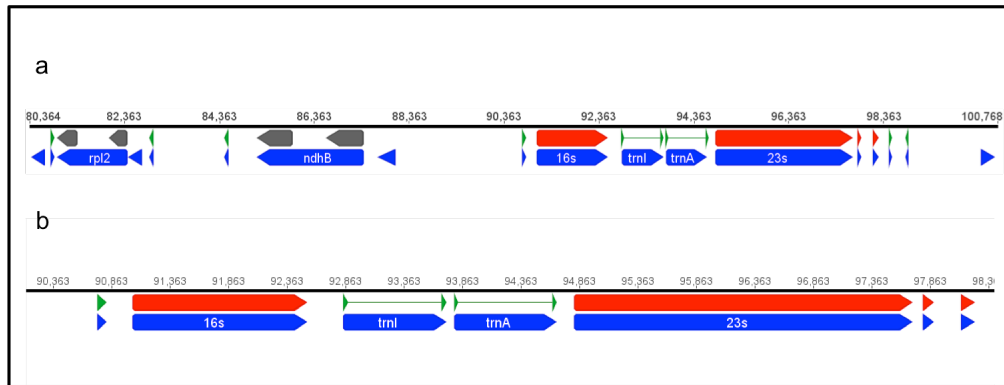 a
80,364 82,363 84,363 86,363 88,363 90,363 92,363 94,363 96,363 98,363 100,768
rpl2 ndhB 16s trnI trnA 23s
b
90,363 90,863 91,363 91,863 92,363 92,863 93,363 93,863 94,363 94,863 95,363 95,863 96,363 96,863 97,363 97,863
16s trnI trnA 23s